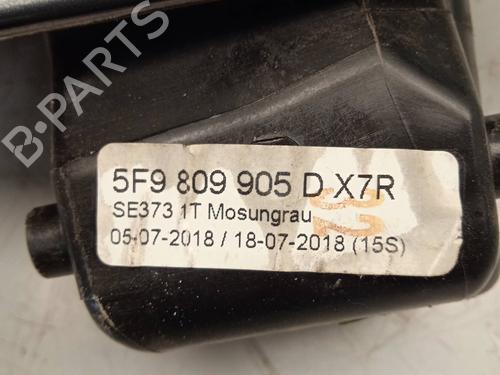 B-PARTS
5F9 809 905 D X7R
SE373 1T Mosungrau
05-07-2018 / 18-07-2018 (15S)